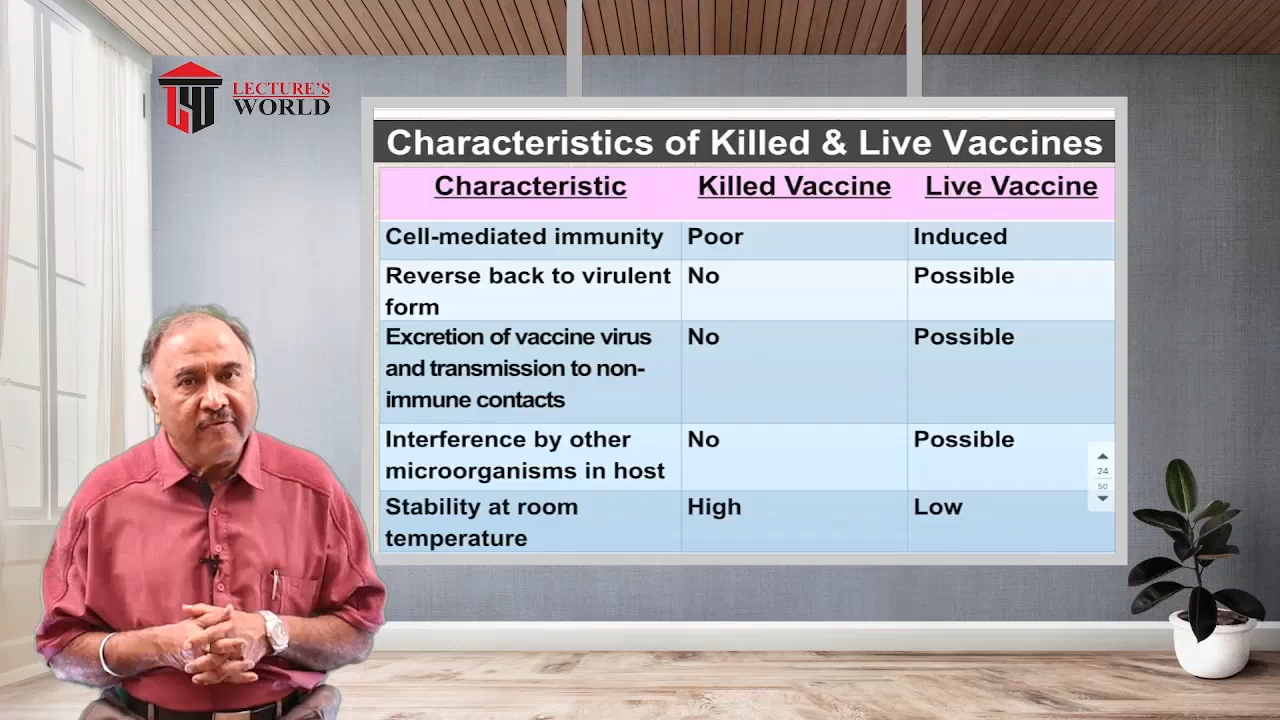 LECTURE'S
WORLD
Characteristics of Killed & Live Vaccines
Characteristic Killed Vaccine Live Vaccine
Cell-mediated immunity Poor Induced
Reverse back to virulent No Possible
form
Excretion of vaccine virus No Possible
and transmission to non-
immune contacts
Interference by other No Possible
microorganisms in host
Stability at room High Low
temperature
24
50